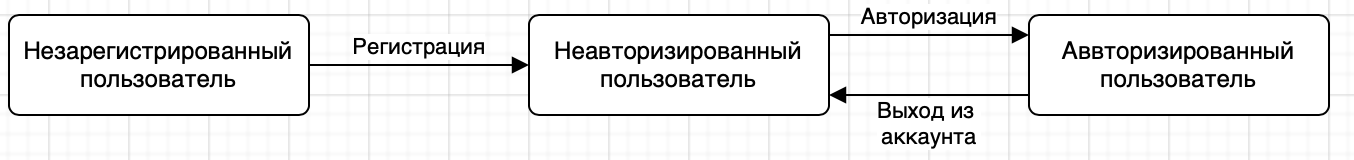 Незарегистрированный
пользователь
Регистрация
Неавторизированный
пользователь
Авторизация
Выход из
аккаунта
Аввторизированный
пользователь